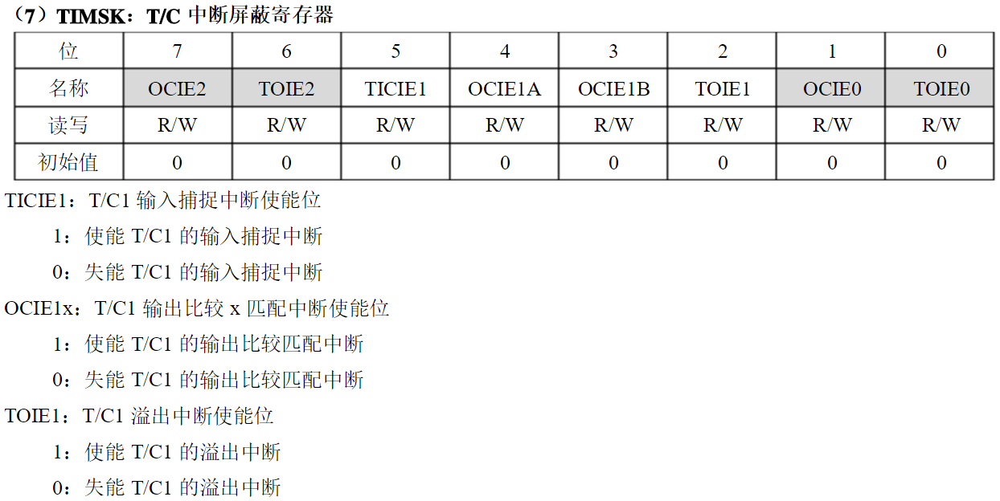 （7）TIMSK：T/C 中断屏蔽寄存器
位 7 6 5 4 3 2 1 0
名称 OCIE2 TOIE2 TICIE1 OCIE1A OCIE1B TOIE1 OCIE0 TOIE0
读写 R/W R/W R/W R/W R/W R/W R/W R/W
初始值 0 0 0 0 0 0 0 0
TICIE1：T/C1 输入捕捉中断使能位
1：使能 T/C1 的输入捕捉中断
0：失能 T/C1 的输入捕捉中断
OCIE1x：T/C1 输出比较 x 匹配中断使能位
1：使能 T/C1 的输出比较匹配中断
0：失能 T/C1 的输出比较匹配中断
TOIE1：T/C1 溢出中断使能位
1：使能 T/C1 的溢出中断
0：失能 T/C1 的溢出中断